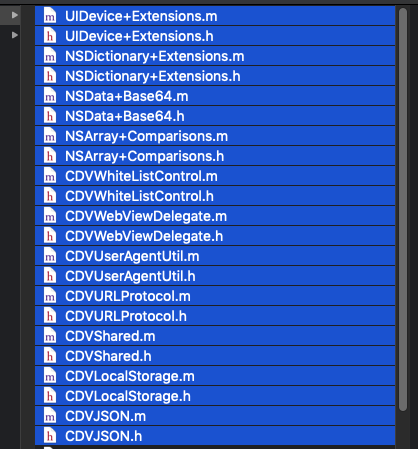 m UIDevice+Extensions.m
h UIDevice+Extensions.h
m NSDictionary+Extensions.m
h NSDictionary+Extensions.h
m NSData+Base64.m
h NSData+Base64.h
m NSArray+Comparisons.m
h NSArray+Comparisons.h
m CDVWhiteListControl.m
h CDVWhiteListControl.h
m CDVWebViewDelegate.m
h CDVWebViewDelegate.h
m CDVUserAgentUtil.m
h CDVUserAgentUtil.h
m CDVURLProtocol.m
h CDVURLProtocol.h
m CDVShared.m
h CDVShared.h
m CDVLocalStorage.m
h CDVLocalStorage.h
m CDVJSON.m
h CDVJSON.h